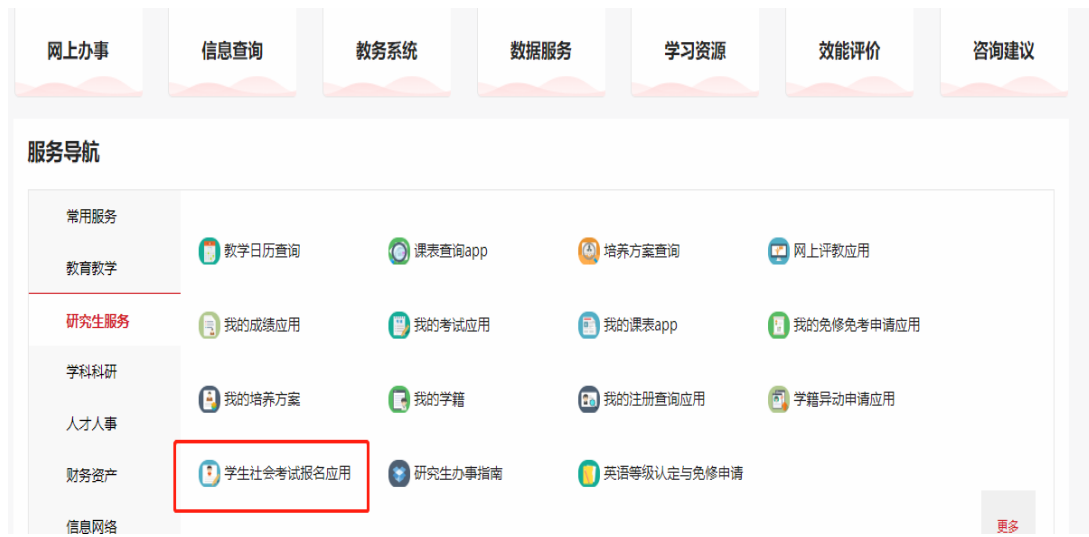 网上办事 信息查询 教务系统 数据服务 学习资源 效能评价 咨询建议
服务导航
常用服务
教学日历查询 课表查询app 培养方案查询 网上评教应用
教育教学
研究生服务 我的成绩应用 我的考试应用 我的课表app 我的免修免考申请应用
学科科研
我的培养方案 我的学籍 我的注册查询应用 学籍异动申请应用
人才人事
财务资产 学生社会考试报名应用 研究生办事指南 英语等级认定与免修申请
信息网络 更多